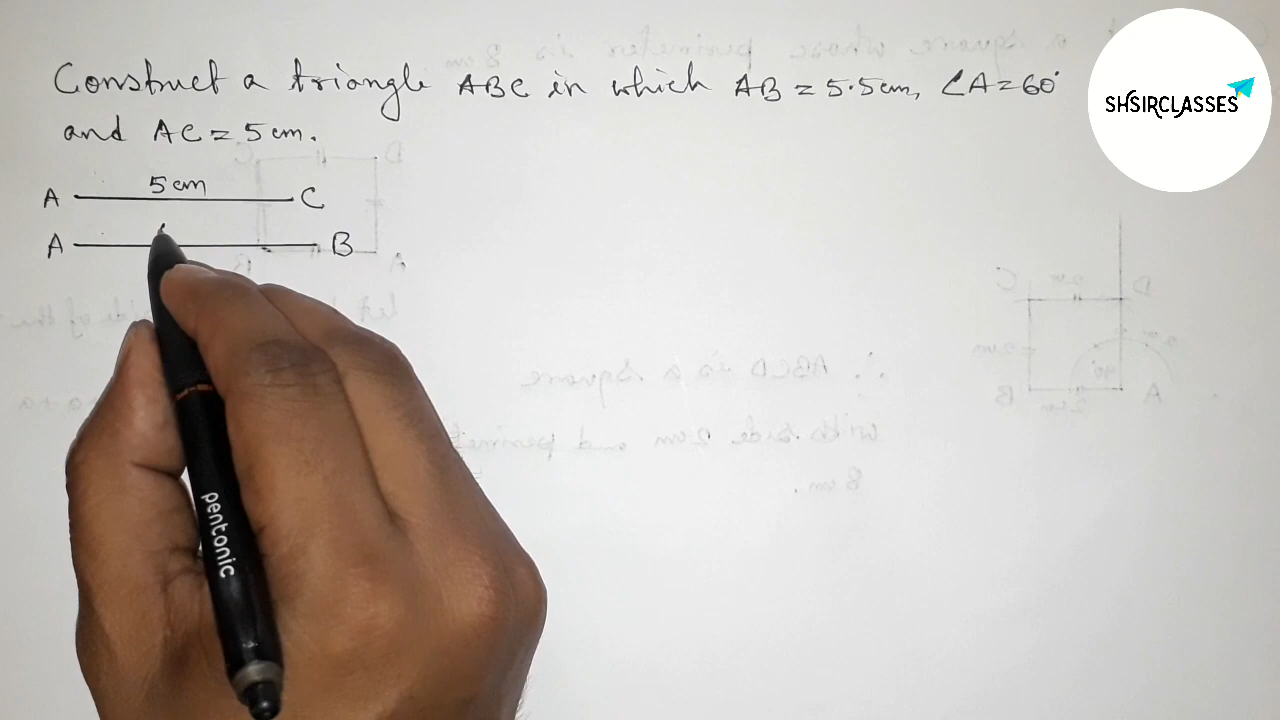 Construct a triangle ABC in which AB = 5.5cm, ∠A=60°
and AC = 5 cm.
SHSIRCLASSES
5 cm
A C
A B
pentonic